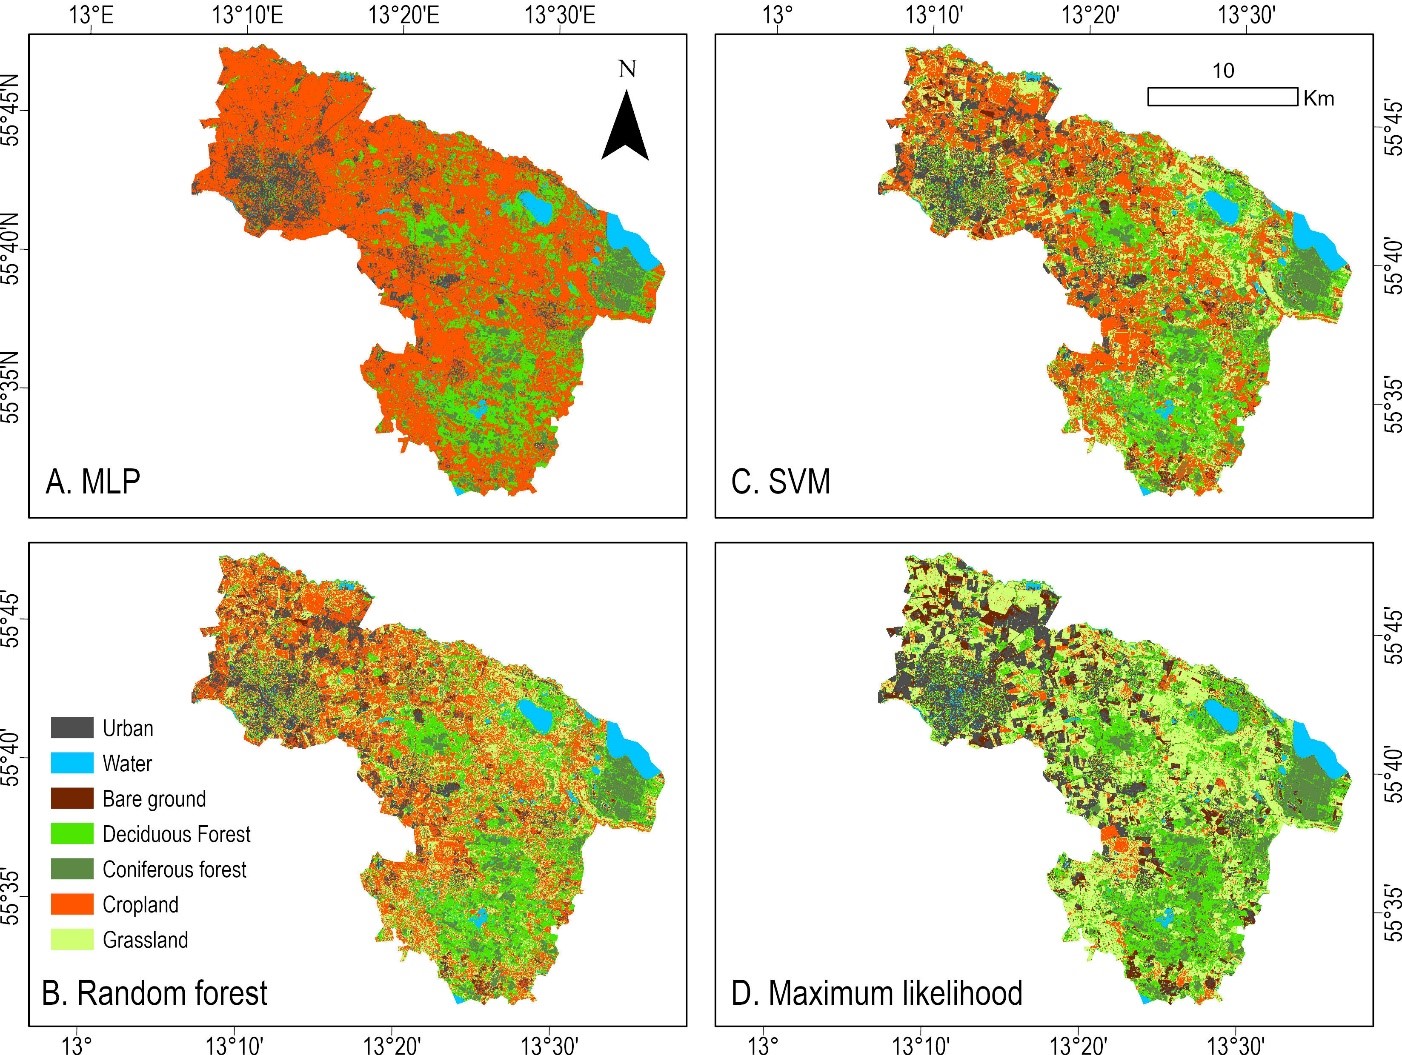 13°E 13°10'E 13°20'E 13°30'E 13° 13°10' 13°20' 13°30'
55°45'N
55°40'N
55°35'N
N
A. MLP
10
Km
C. SVM
55°45'
55°40'
55°35'
55°45'
55°40'
55°35'
Urban
Water
Bare ground
Deciduous Forest
Coniferous forest
Cropland
Grassland
B. Random forest
D. Maximum likelihood
55°45'
55°40'
55°35'
13° 13°10' 13°20' 13°30' 13° 13°10' 13°20' 13°30'